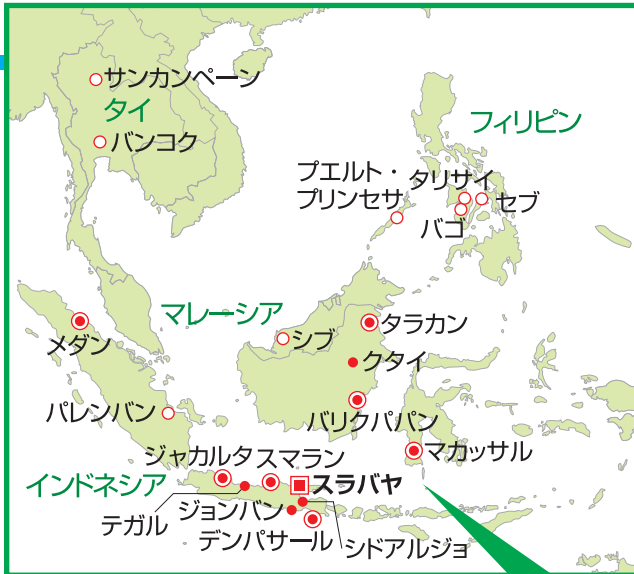 サンカンペーン
タイ
バンコク
フィリピン
プエルト・
プリンセサ
タリサイ
セブ
バゴ
マレーシア
メダン
シブ
タラカン
クタイ
パレンバン
バリクパパン
マカッサル
ジャカルタ
スマラン
インドネシア
スラバヤ
テガル
ジョンバン
デンパサール
シドアルジョ